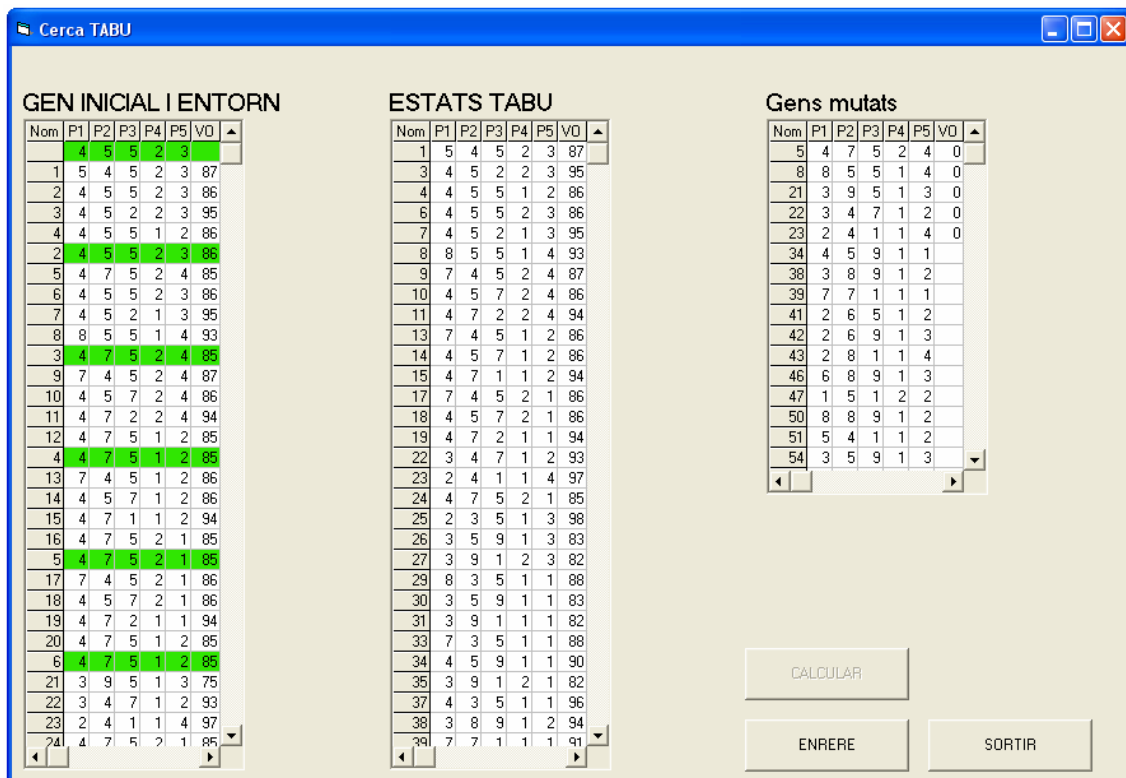 Cerca TABU
GEN INICIAL I ENTORN
Nom P1 P2 P3 P4 P5 VO
4 5 5 2 3
1 5 4 5 2 3 87
2 4 5 5 2 3 86
3 4 5 2 2 3 95
4 4 5 5 1 2 86
2 4 5 5 2 3 86
5 4 7 5 2 4 85
6 4 5 5 2 3 86
7 4 5 2 1 3 95
8 8 5 5 1 4 93
3 4 7 5 2 4 85
9 7 4 5 2 4 87
10 4 5 7 2 4 86
11 4 7 2 2 4 94
12 4 7 5 1 2 85
4 4 7 5 1 2 85
13 7 4 5 1 2 86
14 4 5 7 1 2 86
15 4 7 1 1 2 94
16 4 7 5 2 1 85
5 4 7 5 2 1 85
17 7 4 5 2 1 86
18 4 5 7 2 1 86
19 4 7 2 1 1 94
20 4 7 5 1 2 85
6 4 7 5 1 2 85
21 3 9 5 1 3 75
22 3 4 7 1 2 93
23 2 4 1 1 4 97
24 4 7 5 2 1 85
ESTATS TABU
Nom P1 P2 P3 P4 P5 VO
1 5 4 5 2 3 87
3 4 5 2 2 3 95
2 4 5 5 1 2 86
6 4 5 5 2 3 86
7 4 5 2 1 3 95
8 8 5 5 1 4 93
9 7 4 5 2 4 87
10 4 5 7 2 4 86
11 4 7 2 2 4 94
13 7 4 5 1 2 86
14 4 5 7 1 2 86
15 4 7 1 1 2 94
17 7 4 5 2 1 86
18 4 5 7 2 1 86
19 4 7 2 1 1 94
22 3 4 7 1 2 93
23 2 4 1 1 4 97
24 4 7 5 2 1 85
25 2 3 5 1 3 98
26 3 5 9 1 3 83
27 3 9 1 2 3 82
29 8 3 5 1 1 88
30 3 5 9 1 1 83
31 3 9 1 1 1 82
33 7 3 5 1 1 88
34 4 5 9 1 1 90
35 3 9 1 2 1 82
37 4 3 5 1 1 96
38 3 8 9 1 2 94
39 7 7 1 1 1 91
Gens mutats
Nom P1 P2 P3 P4 P5 VO
5 4 7 5 2 4 0
8 8 5 5 1 4 0
21 3 9 5 1 3 0
22 3 4 7 1 2 0
23 2 4 1 1 4 0
34 4 5 9 1 1
38 3 8 9 1 2
39 7 7 1 1 1
41 2 6 5 1 2
42 2 6 9 1 3
43 2 8 1 1 4
46 6 8 9 1 3
47 1 5 1 2 2
50 8 8 9 1 2
51 5 4 1 1 2
54 3 5 9 1 3
CALCULAR
ENRERE
SORTIR